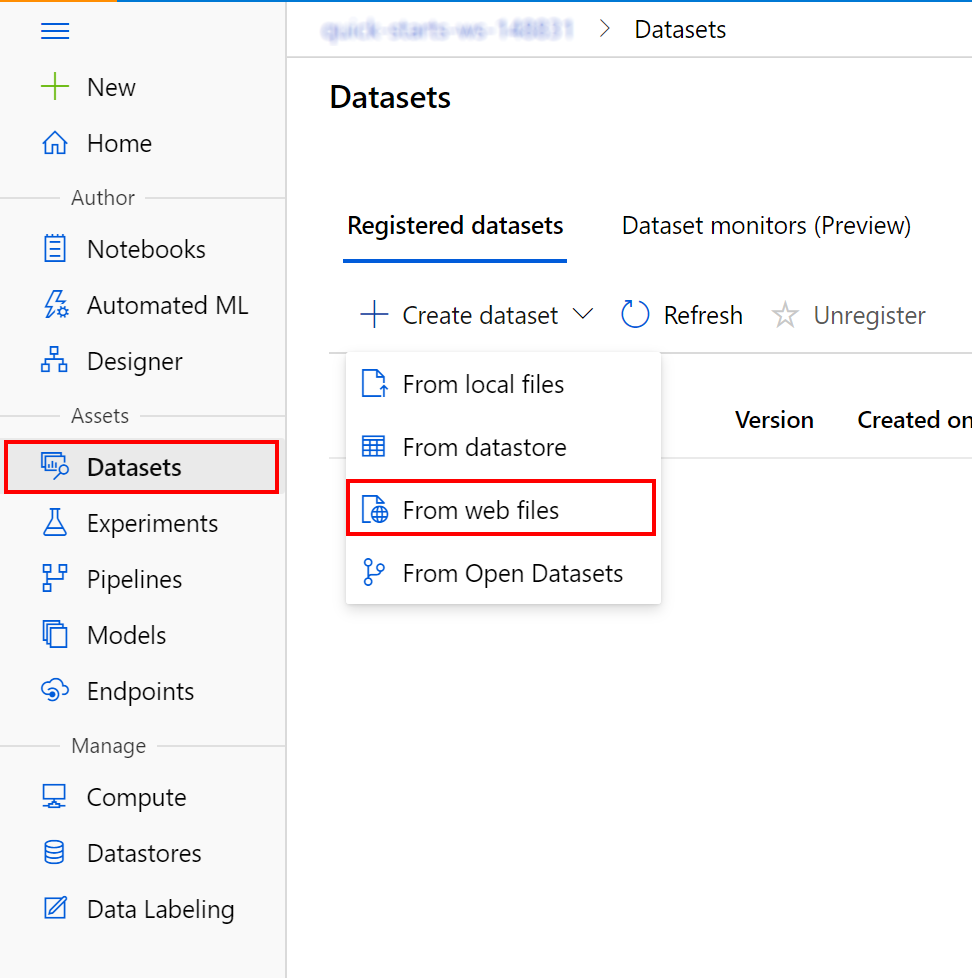 Datasets
New
Home
Author
Notebooks
Automated ML
Designer
Assets
Datasets
Experiments
Pipelines
Models
Endpoints
Manage
Compute
Datastores
Data Labeling
Datasets
Registered datasets Dataset monitors (Preview)
Create dataset Refresh Unregister
From local files
From datastore
From web files
From Open Datasets
Version Created on